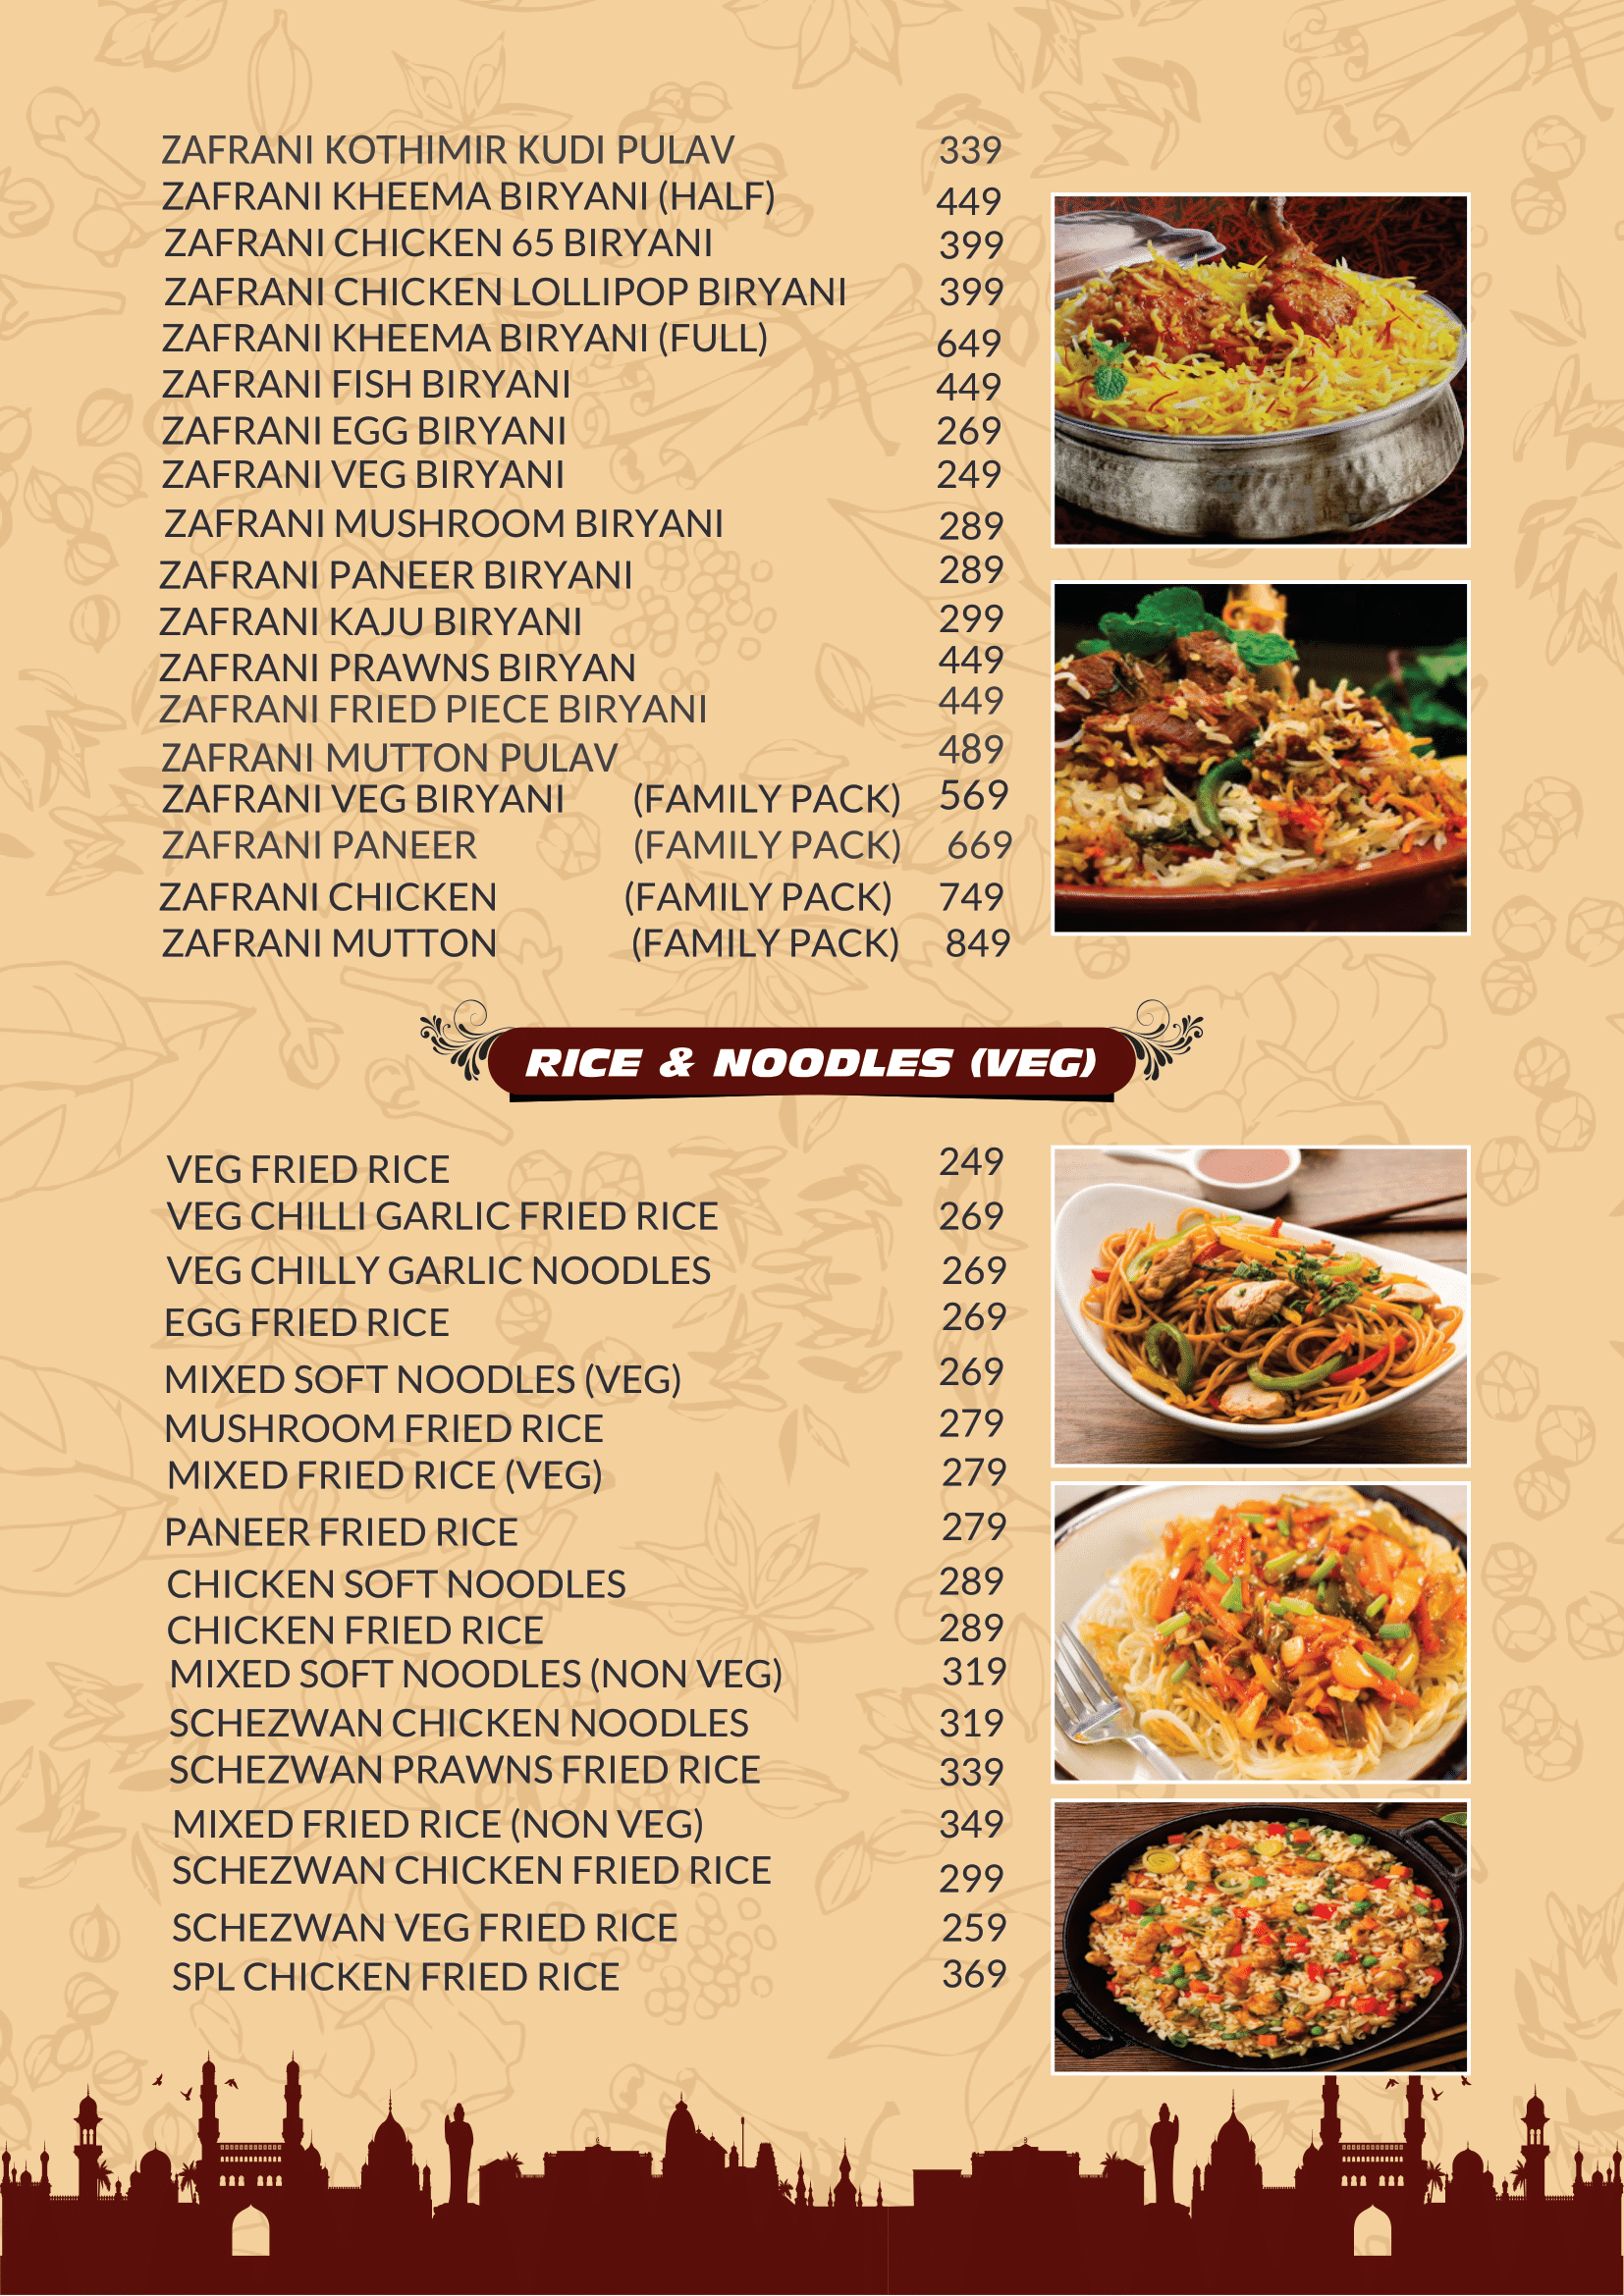 ZAFRANI KOTHIMIR KUDI PULAV 339
ZAFRANI KHEEMA BIRYANI (HALF) 449
ZAFRANI CHICKEN 65 BIRYANI 399
ZAFRANI CHICKEN LOLLIPOP BIRYANI 399
ZAFRANI KHEEMA BIRYANI (FULL) 649
ZAFRANI FISH BIRYANI 449
ZAFRANI EGG BIRYANI 269
ZAFRANI VEG BIRYANI 249
ZAFRANI MUSHROOM BIRYANI 289
ZAFRANI PANEER BIRYANI 289
ZAFRANI KAJU BIRYANI 299
ZAFRANI PRAWNS BIRYAN 449
ZAFRANI FRIED PIECE BIRYANI 449
ZAFRANI MUTTON PULAV 489
ZAFRANI VEG BIRYANI (FAMILY PACK) 569
ZAFRANI PANEER (FAMILY PACK) 669
ZAFRANI CHICKEN (FAMILY PACK) 749
ZAFRANI MUTTON (FAMILY PACK) 849
RICE & NOODLES (VEG)
VEG FRIED RICE 249
VEG CHILLI GARLIC FRIED RICE 269
VEG CHILLY GARLIC NOODLES 269
EGG FRIED RICE 269
MIXED SOFT NOODLES (VEG) 269
MUSHROOM FRIED RICE 279
MIXED FRIED RICE (VEG) 279
PANEER FRIED RICE 279
CHICKEN SOFT NOODLES 289
CHICKEN FRIED RICE 289
MIXED SOFT NOODLES (NON VEG) 319
SCHEZWAN CHICKEN NOODLES 319
SCHEZWAN PRAWNS FRIED RICE 339
MIXED FRIED RICE (NON VEG) 349
SCHEZWAN CHICKEN FRIED RICE 299
SCHEZWAN VEG FRIED RICE 259
SPL CHICKEN FRIED RICE 369